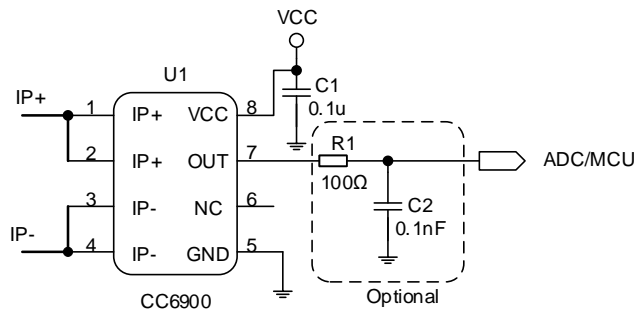 VCC
U1
C1
0.1u
IP+
1
IP+
VCC
8
2
IP+
OUT
7
R1
100Ω
ADC/MCU
3
IP-
NC
6
C2
0.1nF
IP-
4
IP-
GND
5
CC6900
Optional